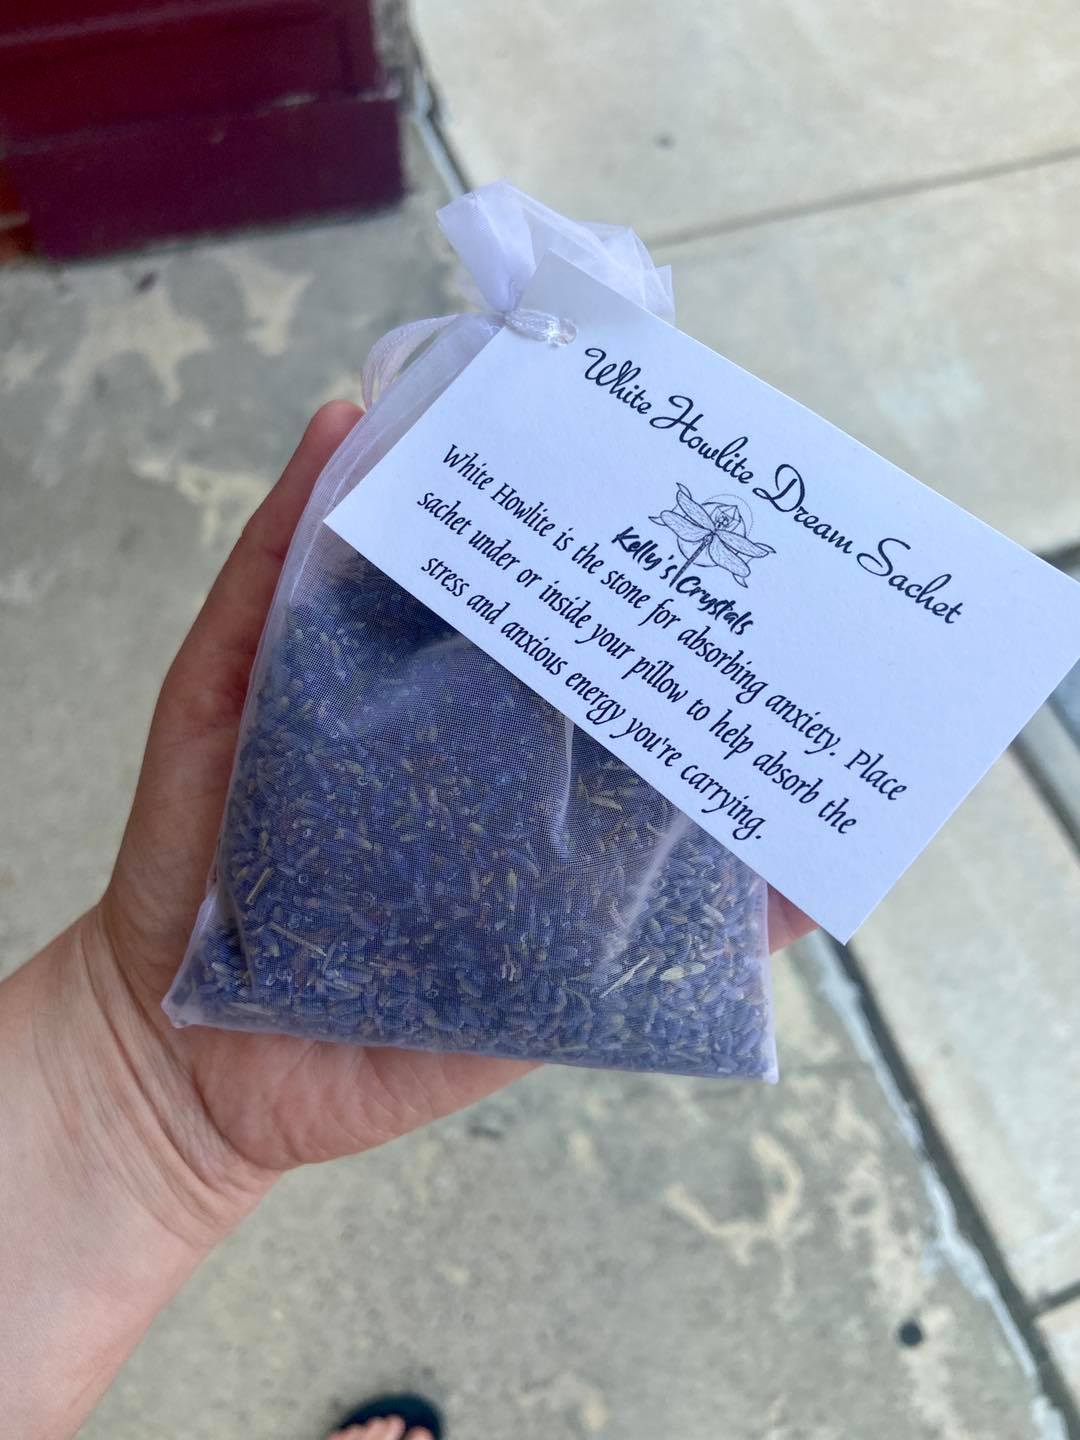 White Howlite Dream Sachet
Kelly's Crystals
White Howlite is the stone for absorbing anxiety. Place
sachet under or inside your pillow to help absorb the
stress and anxious energy you're carrying.